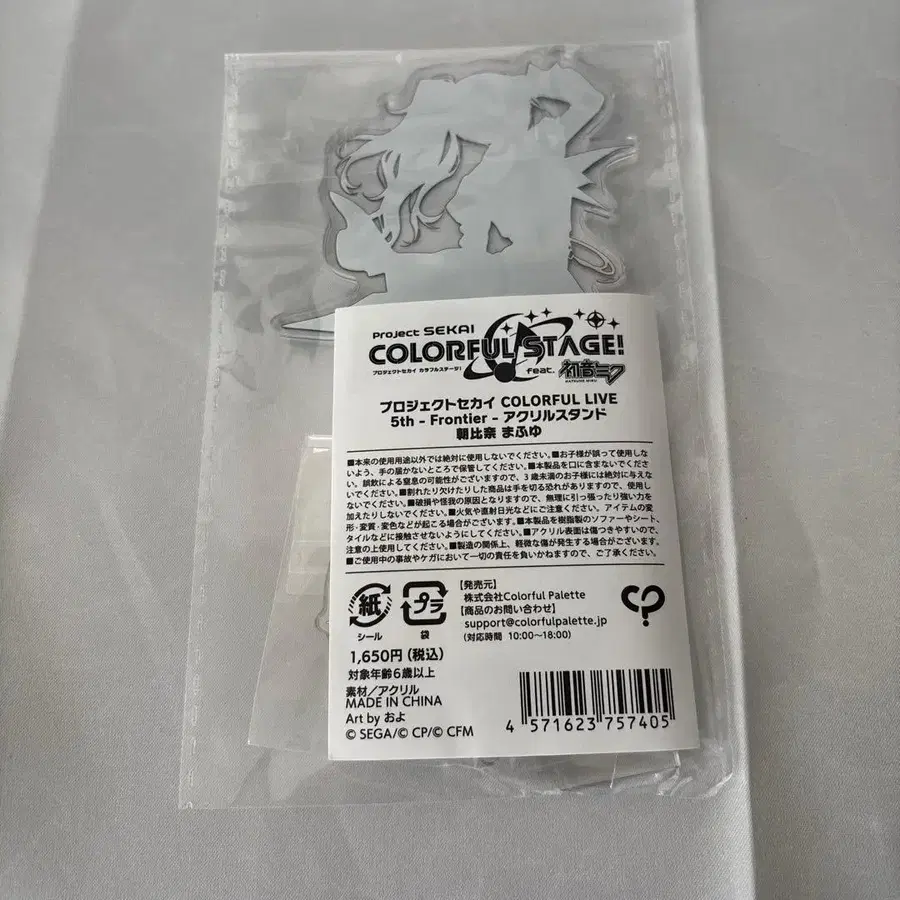 Project SEKAI
COLORFUL STAGE!
プロジェクトセカイ カラフルステージ!
feat. 初音ミク
HATSUNE MIKU
プロジェクトセカイ COLORFUL LIVE
5th - Frontier - アクリルスタンド
朝比奈 まふゆ
■本来の使用用途以外では絶対に使用しないでください。■お子様が誤って使用しな
いよう、手の届かないところで保管してください。■本製品を口に含まないでくださ
い。誤飲による窒息の可能性がございますので、3歳未満のお子様には絶対に与えな
いでください。■割れたり欠けたりした商品は手を切る恐れがありますので、使用し
ないでください。■破損や怪我の原因となりますので、無理に引っ張ったり強い力を
加えたりしないでください。■火気や直射日光などにご注意ください。アイテムの変
形・変質・変色などが起こる場合がございます。■本製品を樹脂製のソファーやシート、
タイルなどに接触させないようにしてください。■アクリル表面は傷つきやすいので、
注意の上使用してください。■製造の関係上、軽微な傷が発生する場合がございます。
■ご使用中の事故やケガにおいて一切の責任を負いかねますので、ご了承ください。
紙
シール
プラ
袋
【発売元】
株式会社Colorful Palette
【商品のお問い合わせ】
support@colorfulpalette.jp
(対応時間 10:00～18:00)
1,650円(税込)
対象年齢6歳以上
素材/アクリル
MADE IN CHINA
Art by およ
© SEGA/© CP/© CFM
4 571623 757405